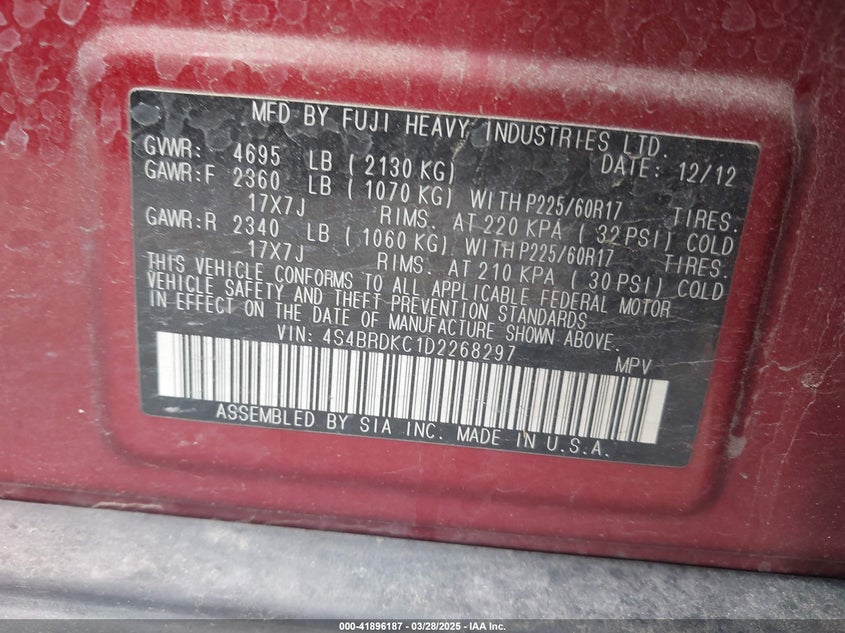 MFD BY FUJI HEAVY INDUSTRIES LTD.
GVWR: 4695 LB (2130 KG) DATE: 12/12
GAWR:F 2360 LB (1070 KG) WITH P225/60R17 TIRES.
17X7J RIMS. AT 220 KPA (32 PSI) COLD
GAWR:R 2340 LB (1060 KG) WITH P225/60R17 TIRES.
17X7J RIMS. AT 210 KPA (30 PSI) COLD
THIS VEHICLE CONFORMS TO ALL APPLICABLE FEDERAL MOTOR
VEHICLE SAFETY AND THEFT PREVENTION STANDARDS
IN EFFECT ON THE DATE OF MANUFACTURE SHOWN ABOVE.
VIN: 4S4BRDKC1D2268297 MPV
ASSEMBLED BY SIA INC. MADE IN U.S.A.
000-41896187 - 03/28/2025 - IAA Inc.